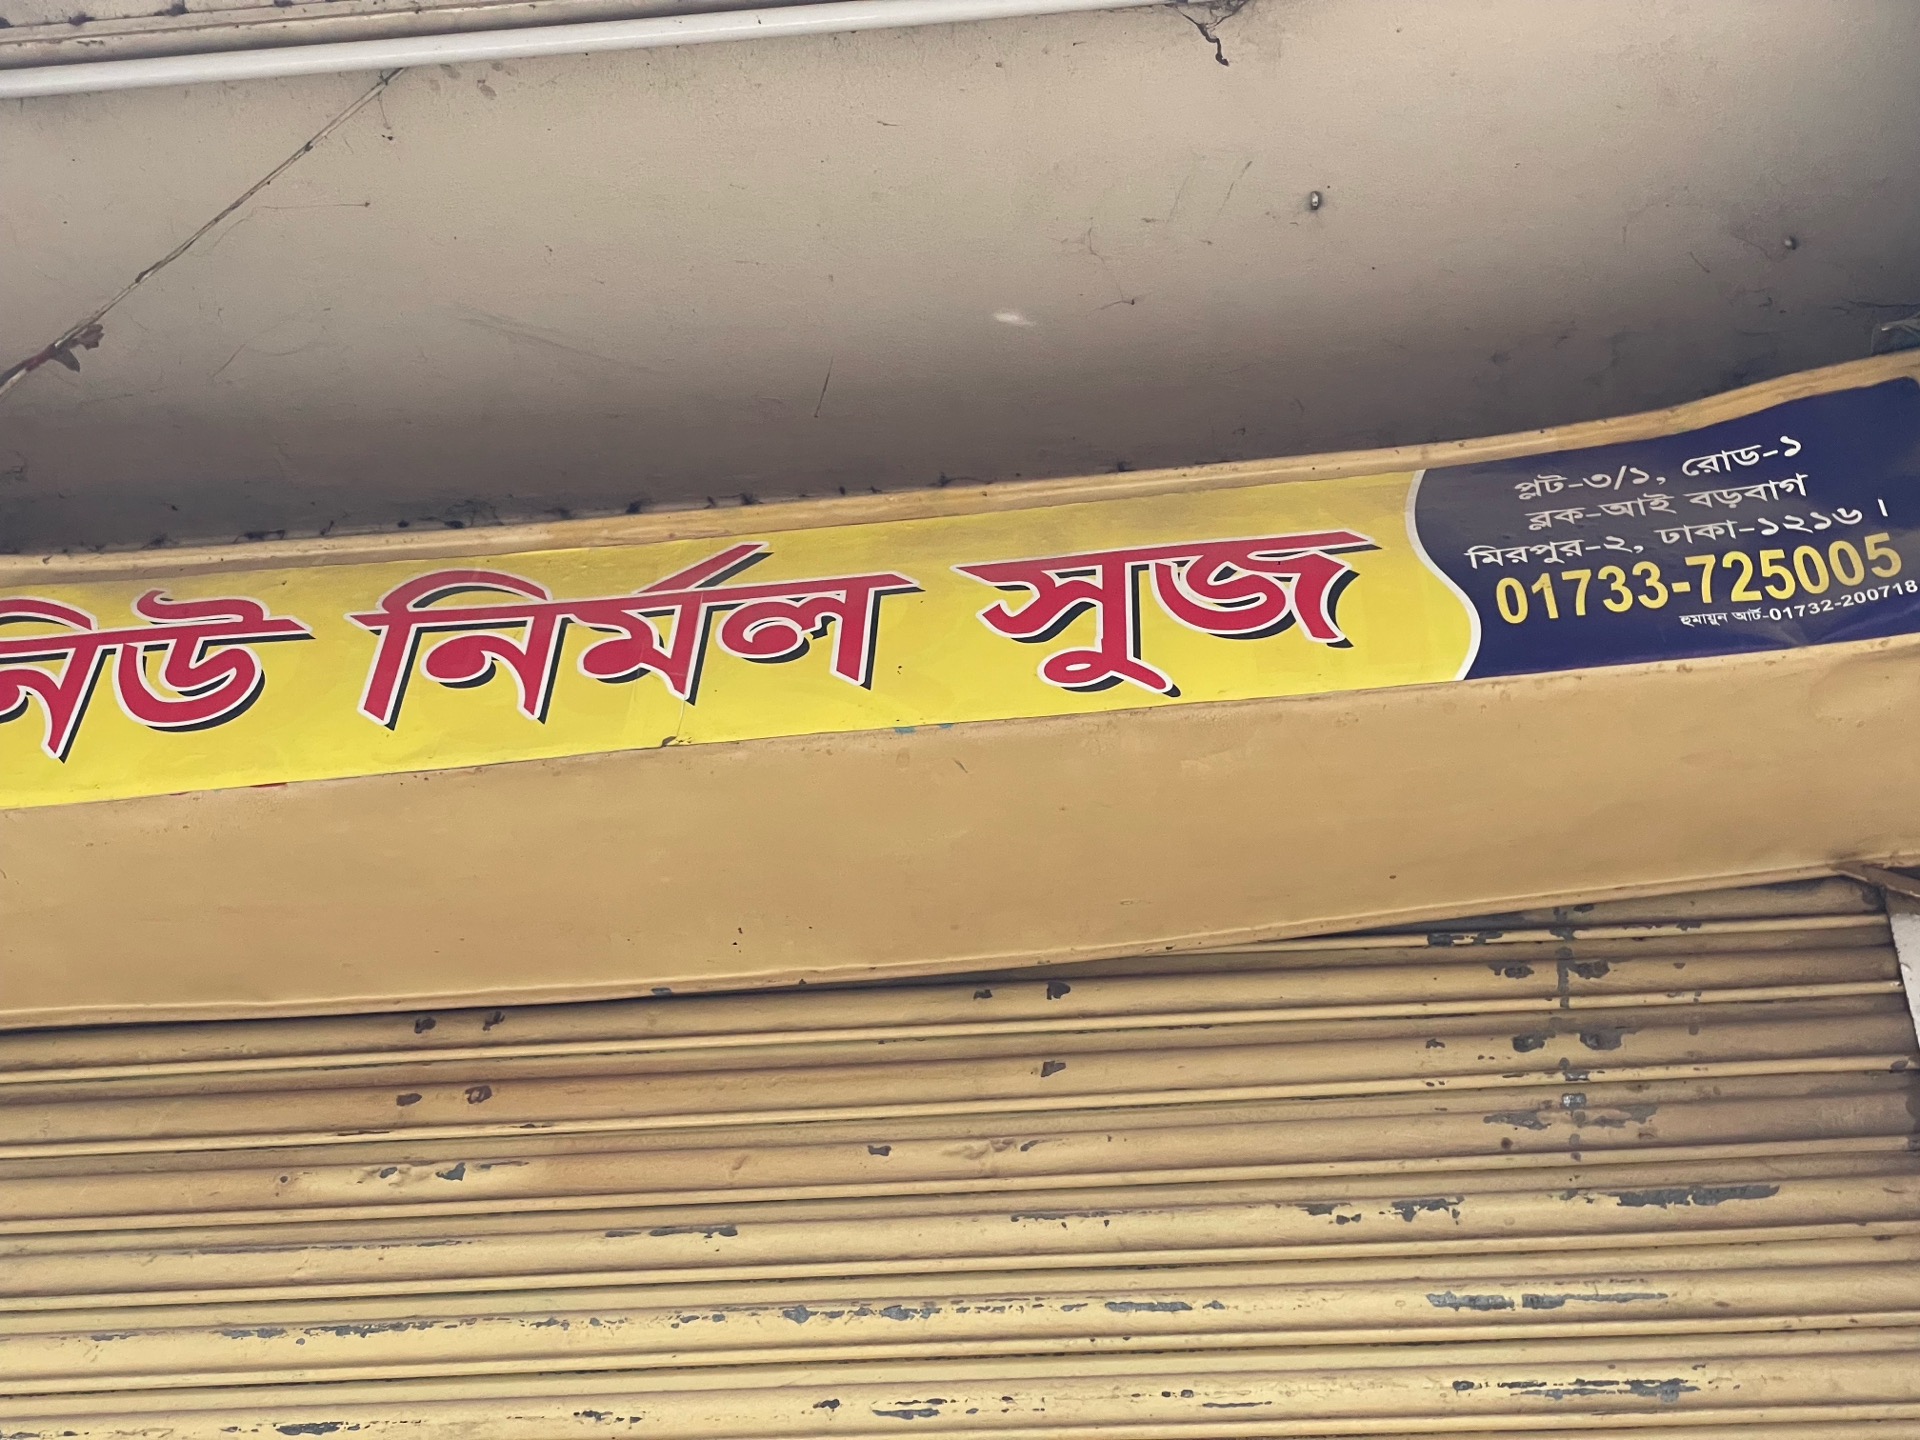 নিউ নির্মল সুজ
প্লট-৩/১, রোড-১
ব্লক-আই বড়বাগ
মিরপুর-২, ঢাকা-১২১৬।
01733-725005
হুমায়ুন আর্ট-01732-200718